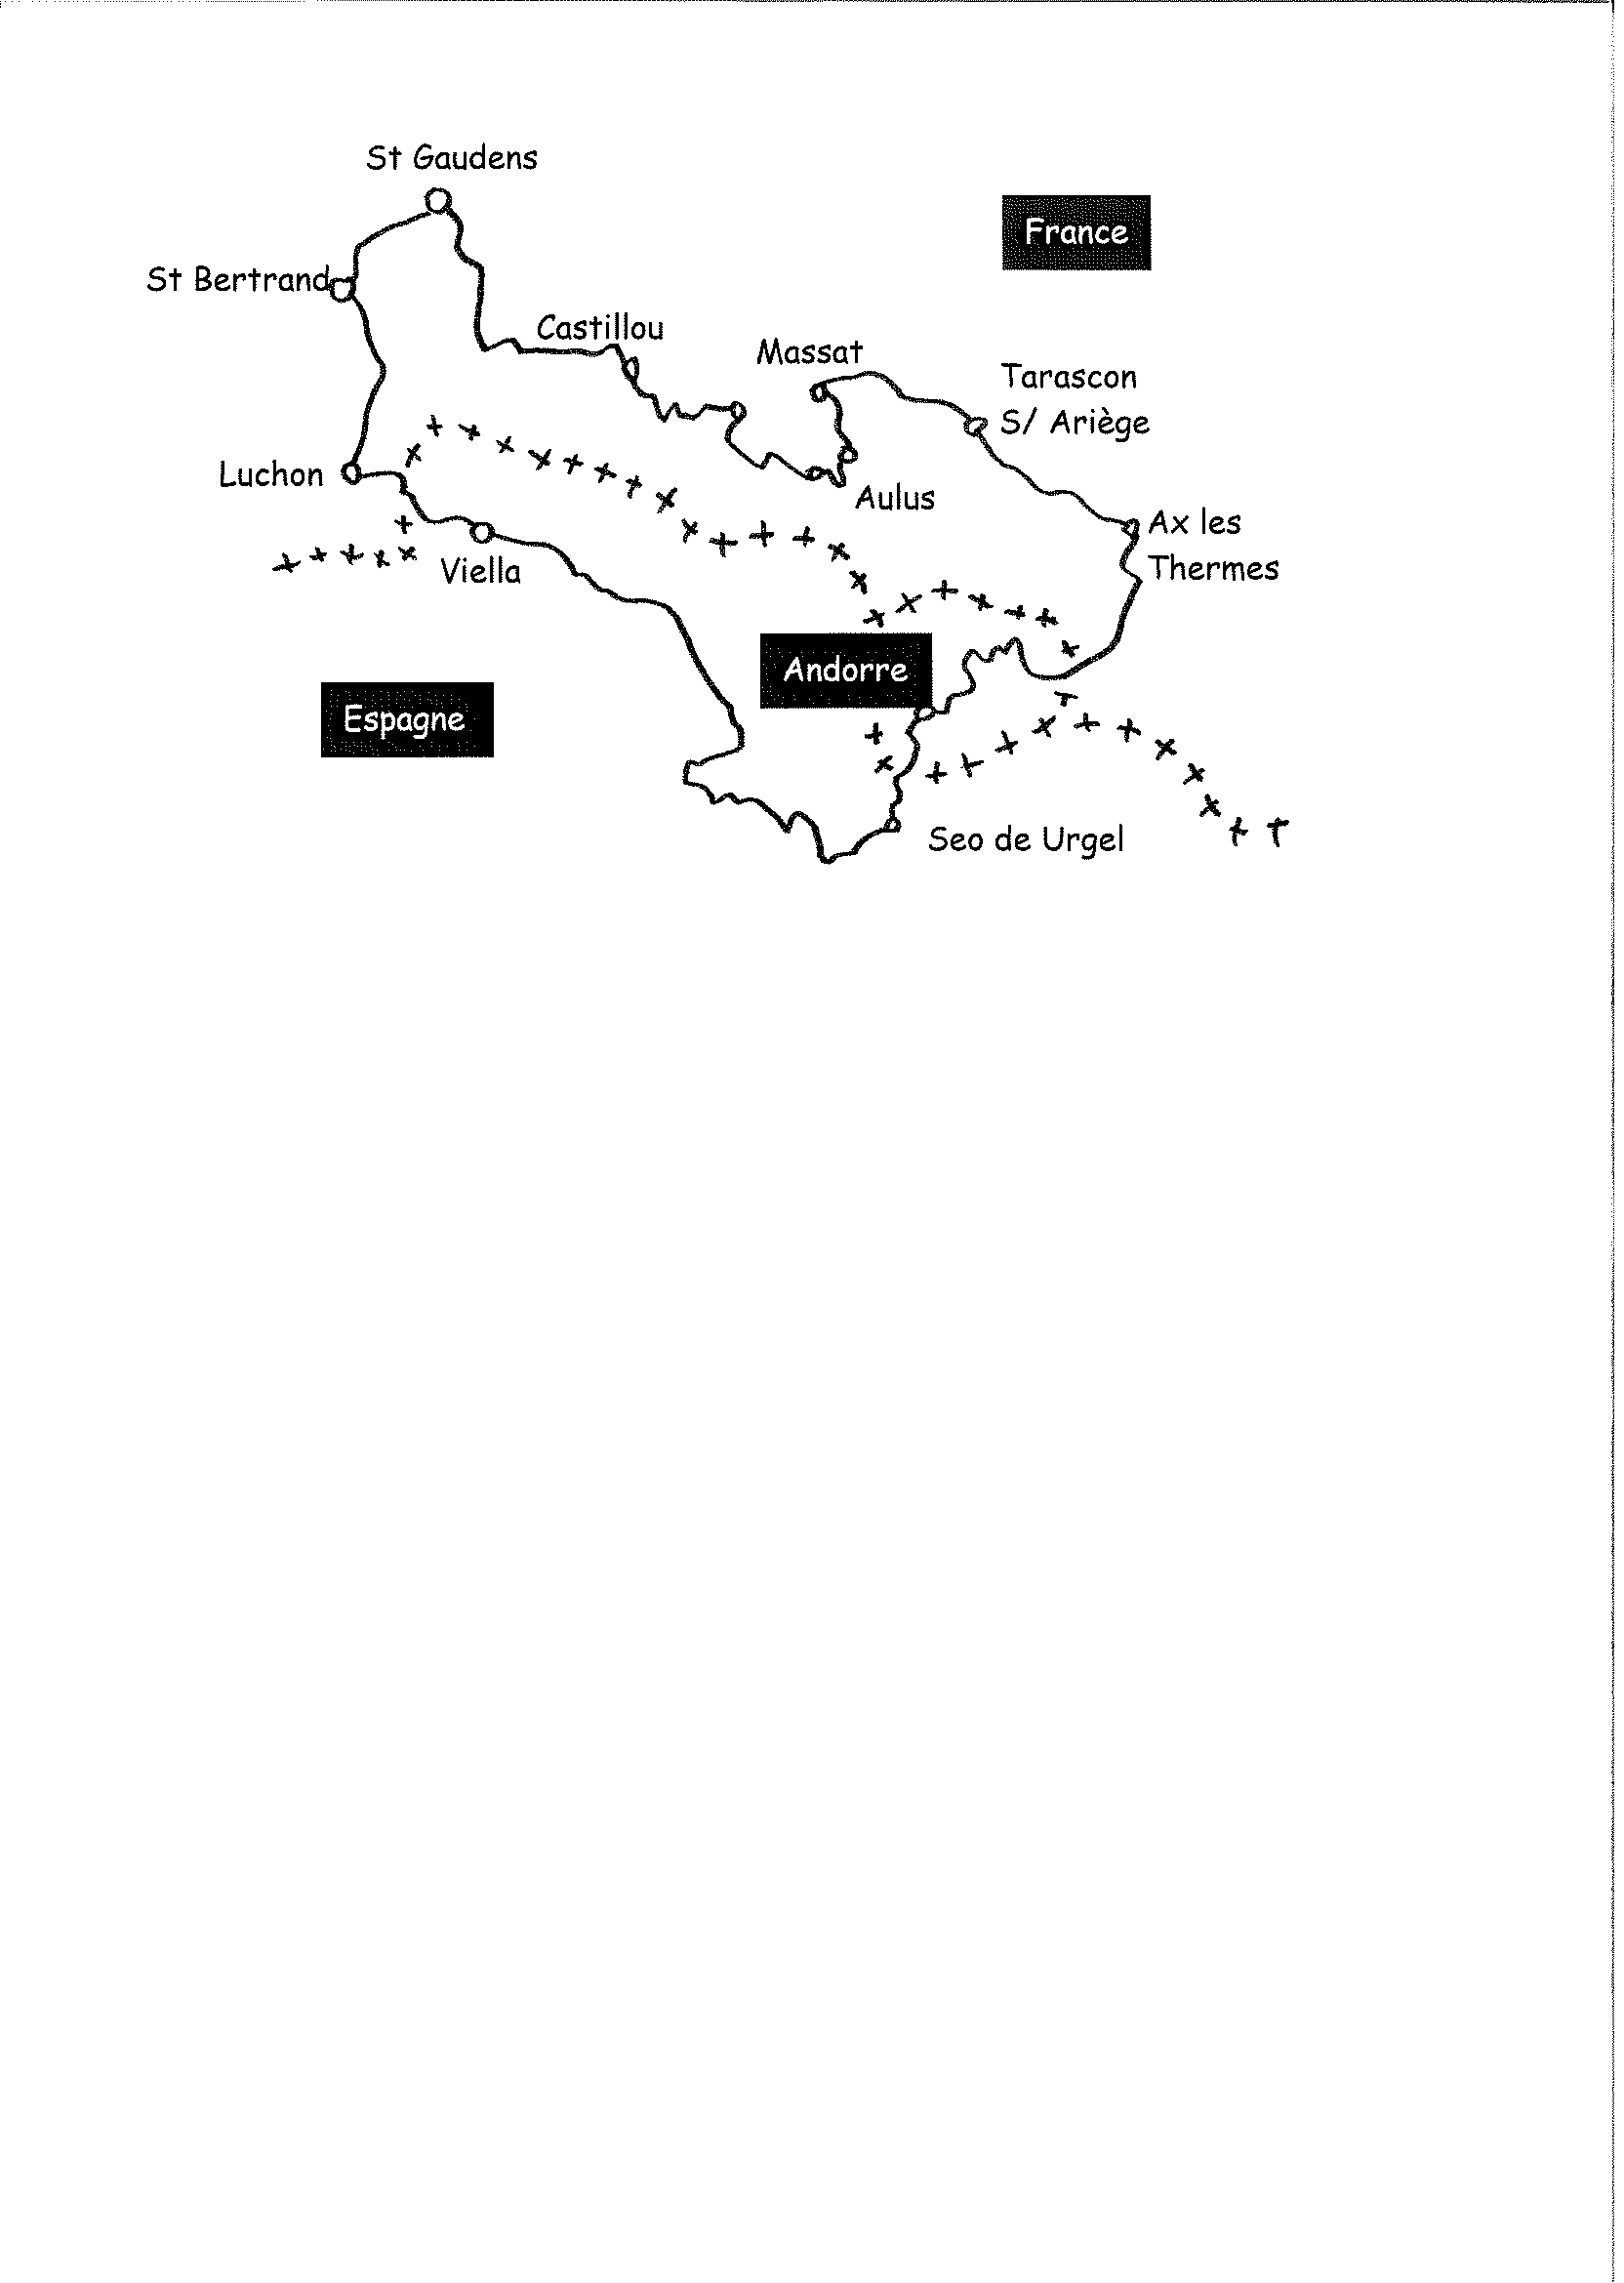 St Gaudens
France
St Bertrand
Castillou
Massat
Tarascon
S/ Ariège
Luchon
Aulus
Ax les
Thermes
Viella
Andorre
Espagne
Seo de Urgel